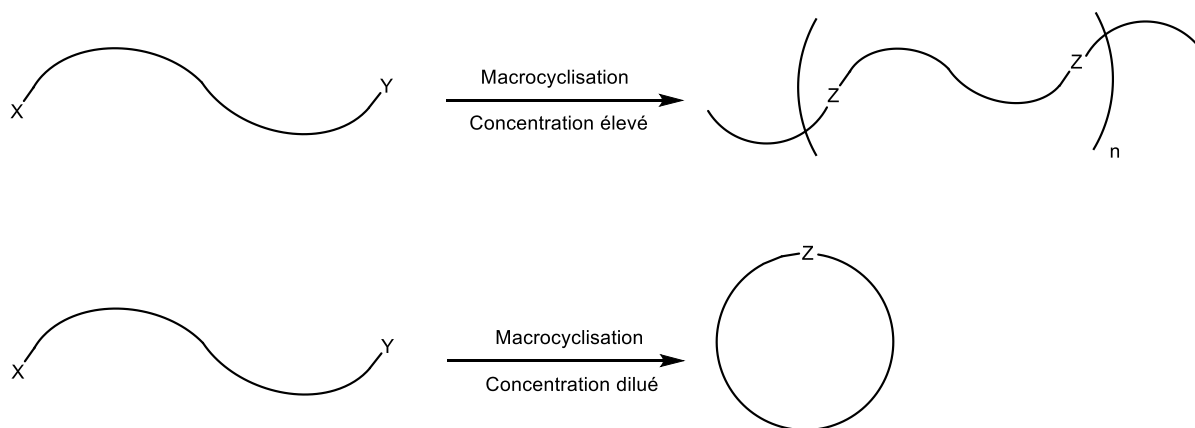 X
Y
Macrocyclisation
Concentration élevé
Z
Z
n
X
Y
Macrocyclisation
Concentration dilué
Z